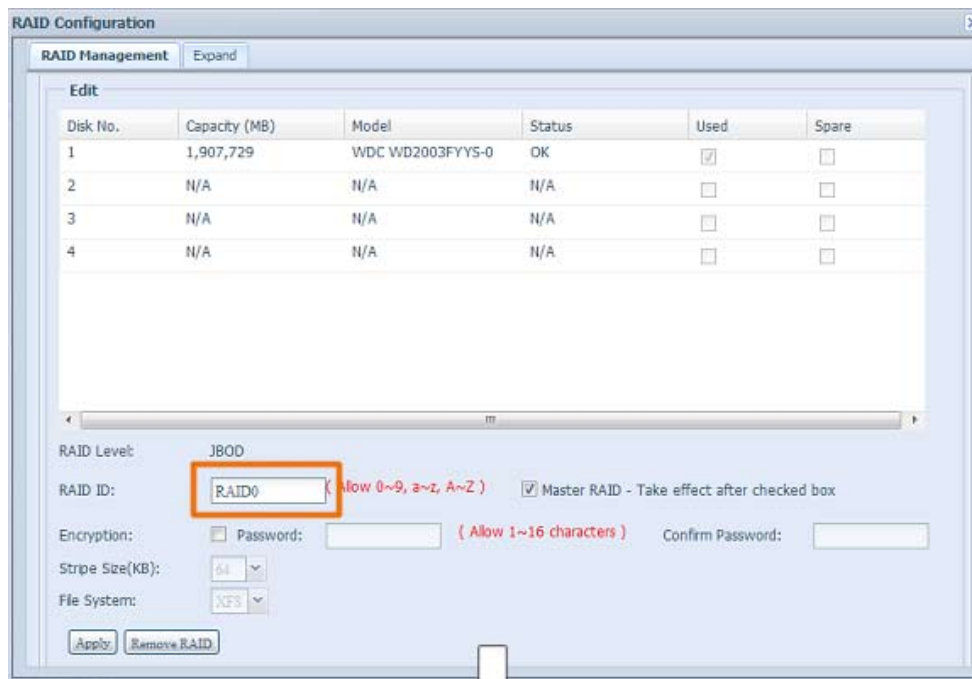 RAID Configuration
RAID Management Expand
Edit
Disk No. Capacity (MB) Model Status Used Spare
1 1,907,729 WDC WD2003FYYS-0 OK
2 N/A N/A N/A
3 N/A N/A N/A
4 N/A N/A N/A
RAID Level: JBOD
RAID ID: RAID0 ( Allow 0~9, a~z, A~Z ) Master RAID - Take effect after checked box
Encryption: Password: ( Allow 1~16 characters ) Confirm Password:
Stripe Size(KB): 64
File System: XFS
Apply Remove RAID